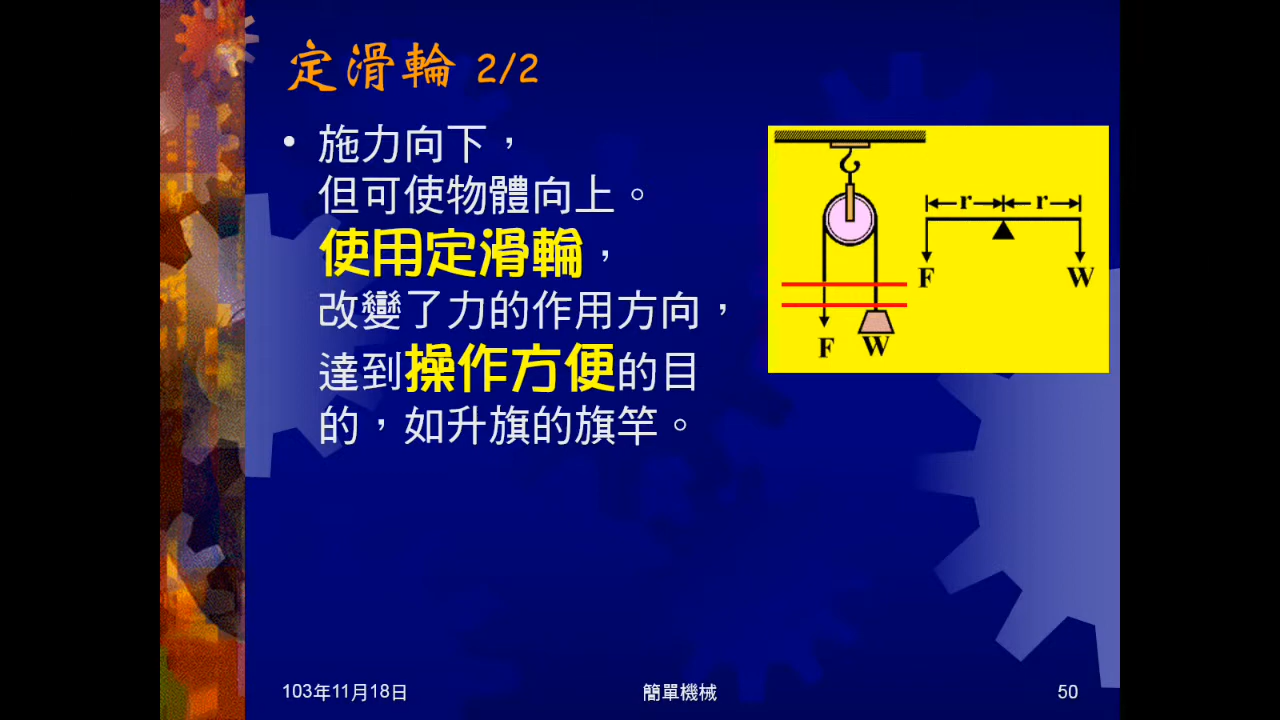 定滑輪 2/2
• 施力向下，
但可使物體向上。
使用定滑輪，
改變了力的作用方向，
達到操作方便的目
的，如升旗的旗竿。
r r
F W
F W
103年11月18日
簡單機械
50